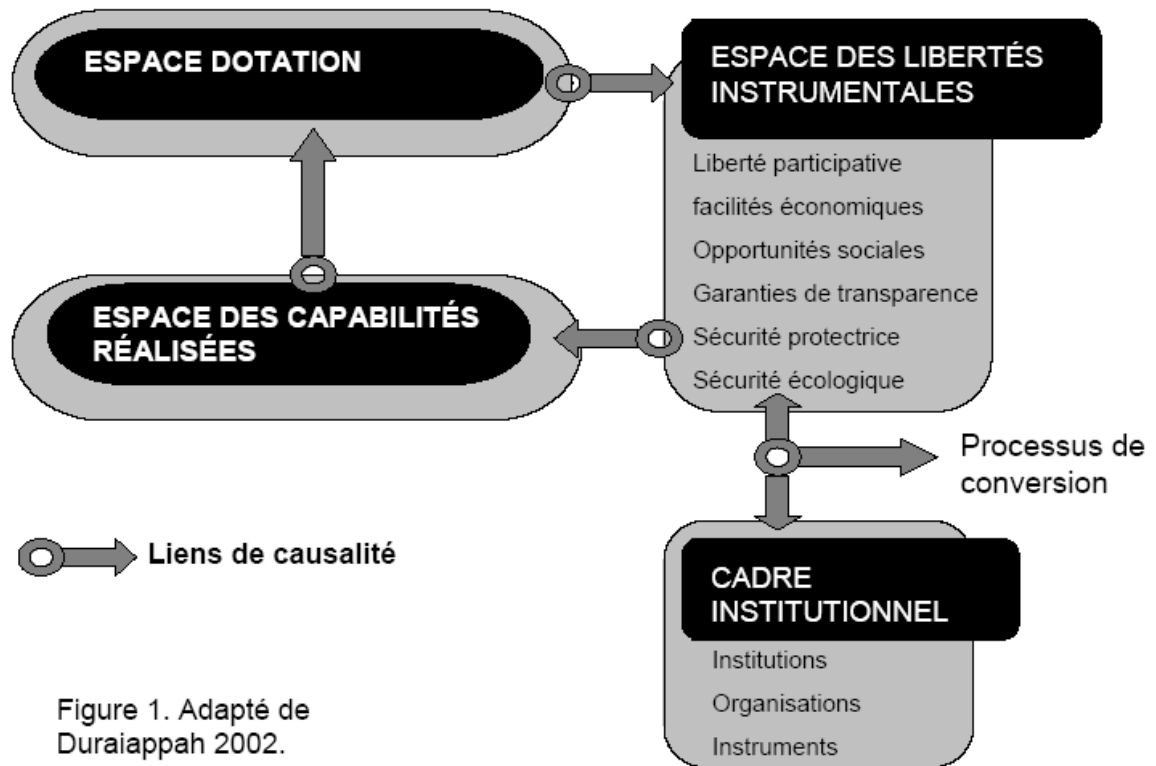 ESPACE DOTATION
ESPACE DES LIBERTÉS
INSTRUMENTALES
Liberté participative
facilités économiques
Opportunités sociales
Garanties de transparence
Sécurité protectrice
Sécurité écologique
ESPACE DES CAPABILITÉS
RÉALISÉES
Processus de
conversion
Liens de causalité
CADRE
INSTITUTIONNEL
Institutions
Organisations
Instruments
Figure 1. Adapté de
Duraiappah 2002.